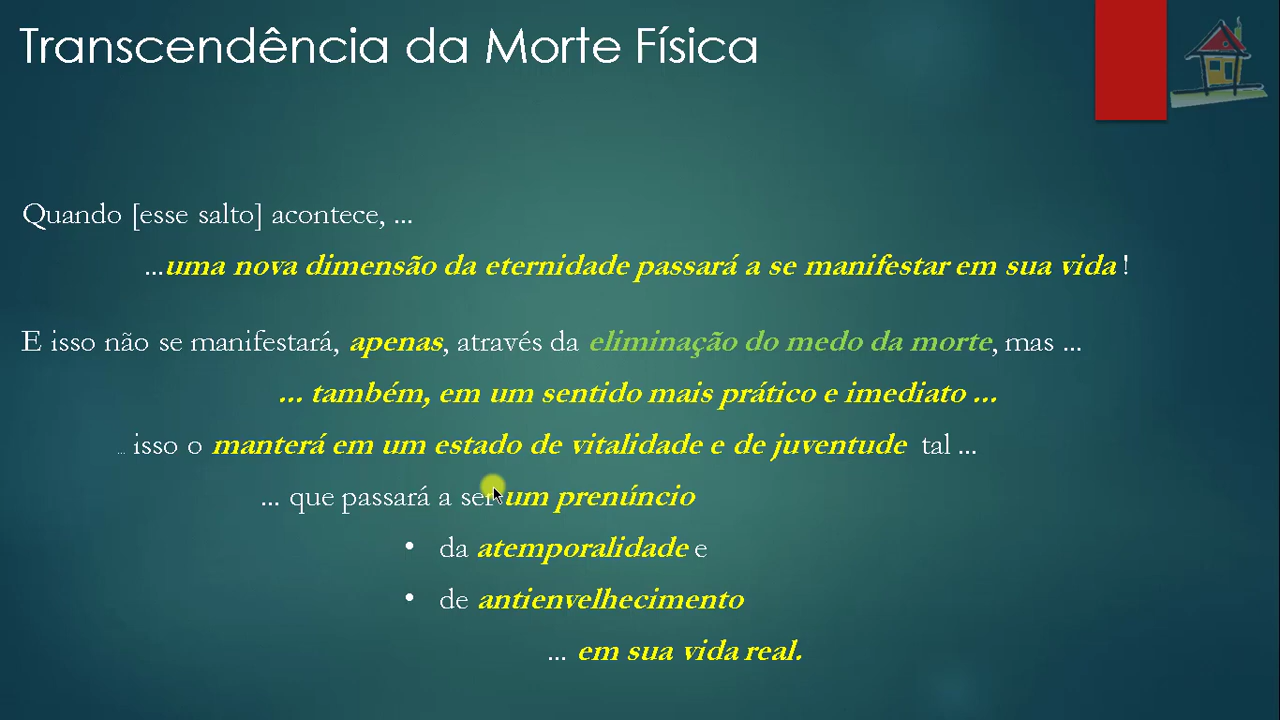 Transcendência da Morte Física
Quando [esse salto] acontece, ...
...uma nova dimensão da eternidade passará a se manifestar em sua vida !
E isso não se manifestará, apenas, através da eliminação do medo da morte, mas ...
... também, em um sentido mais prático e imediato ...
... isso o manterá em um estado de vitalidade e de juventude tal ...
... que passará a ser um prenúncio
• da atemporalidade e
• de antienvelhecimento
... em sua vida real.